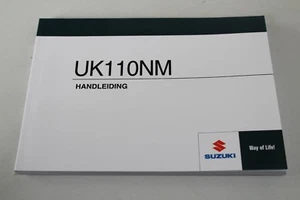 UK110NM
HANDLEIDING
SUZUKI
Way of Life!